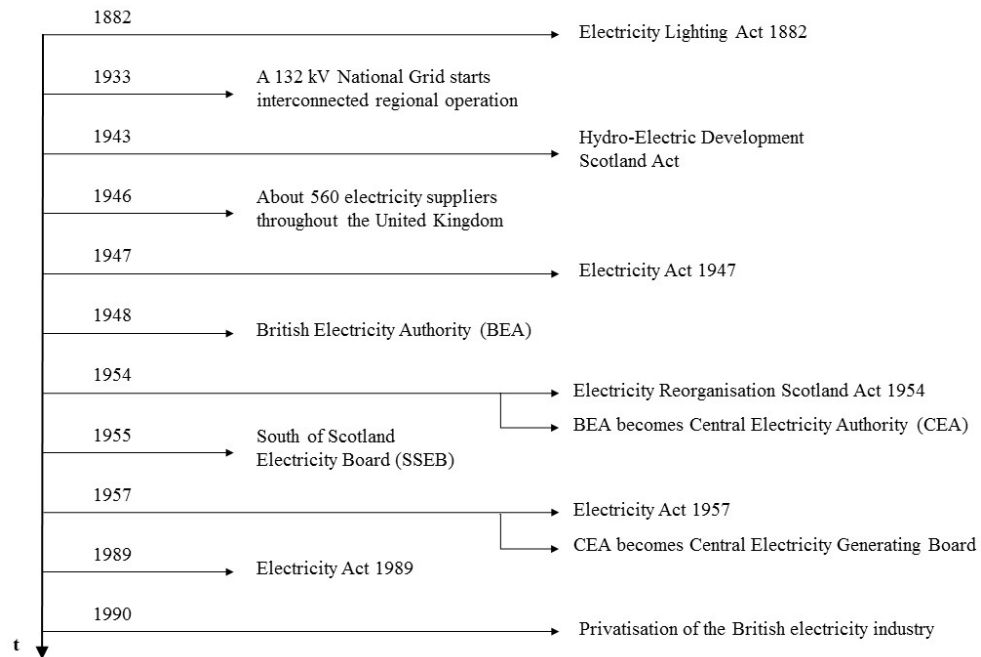 1882
Electricity Lighting Act 1882
1933
A 132 kV National Grid starts
interconnected regional operation
1943
Hydro-Electric Development
Scotland Act
1946
About 560 electricity suppliers
throughout the United Kingdom
1947
Electricity Act 1947
1948
British Electricity Authority (BEA)
1954
Electricity Reorganisation Scotland Act 1954
BEA becomes Central Electricity Authority (CEA)
1955
South of Scotland
Electricity Board (SSEB)
1957
Electricity Act 1957
CEA becomes Central Electricity Generating Board
1989
Electricity Act 1989
1990
Privatisation of the British electricity industry
t